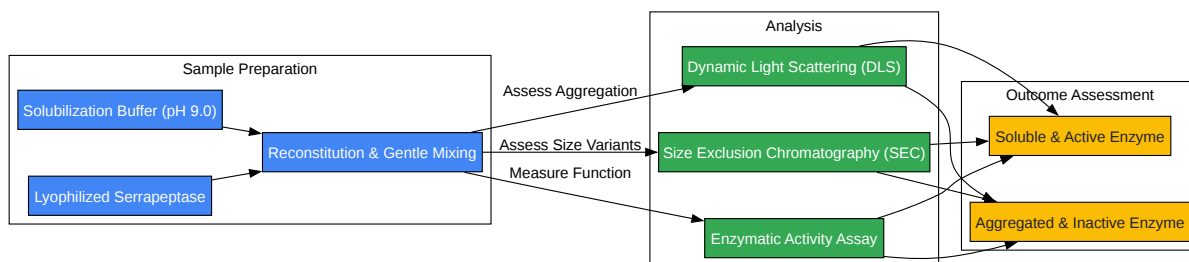 Sample Preparation
Solubilization Buffer (pH 9.0)
Lyophilized Serrapeptase
Reconstitution & Gentle Mixing
Assess Aggregation
Assess Size Variants
Measure Function
Analysis
Dynamic Light Scattering (DLS)
Size Exclusion Chromatography (SEC)
Enzymatic Activity Assay
Outcome Assessment
Soluble & Active Enzyme
Aggregated & Inactive Enzyme